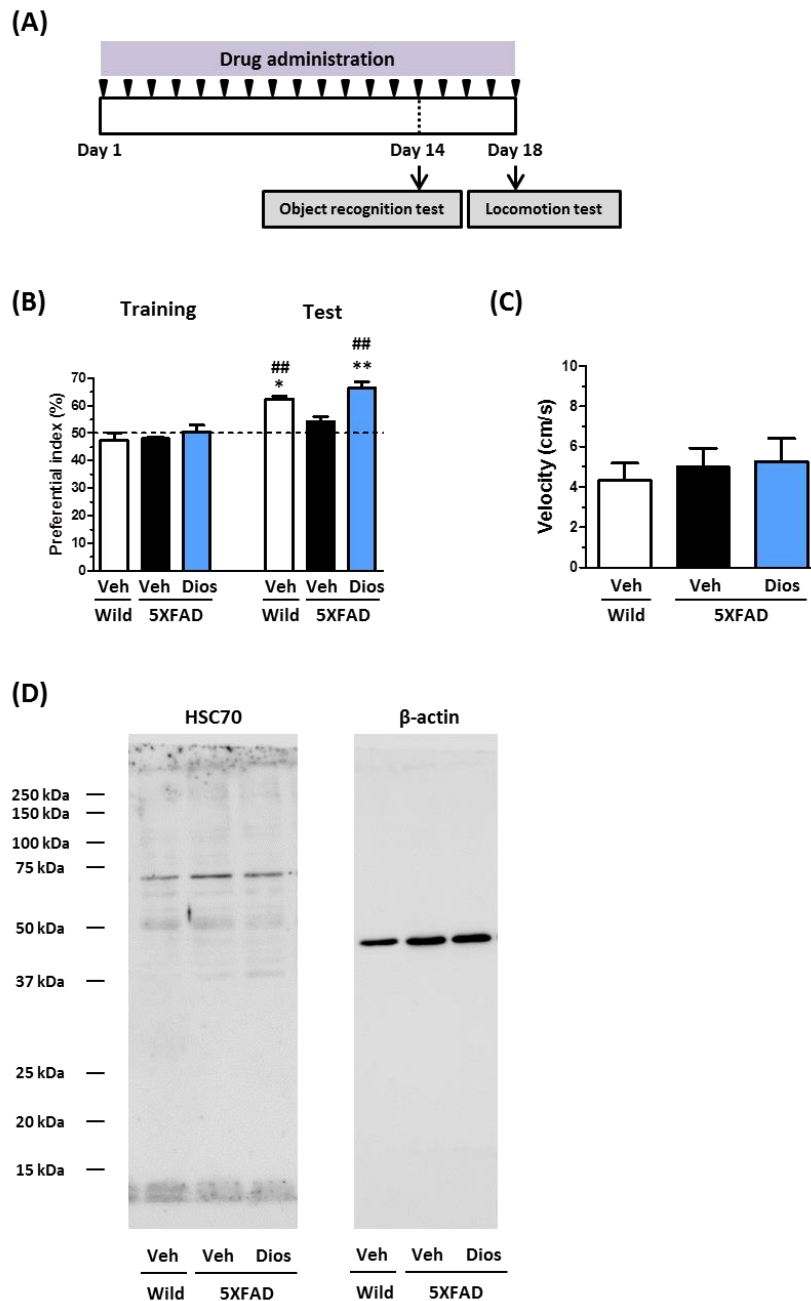 (A)
Drug administration
Day 1 Day 14 Day 18
Object recognition test Locomotion test
(B)
Training Test
## ##
* **
Preferential index (%)
100
90
80
70
60
50
40
30
20
10
0
Veh Veh Dios Veh Veh Dios
Wild 5XFAD Wild 5XFAD
(C)
Velocity (cm/s)
10
8
6
4
2
0
Veh Veh Dios
Wild 5XFAD
(D)
HSC70 β-actin
250 kDa
150 kDa
100 kDa
75 kDa
50 kDa
37 kDa
25 kDa
20 kDa
15 kDa
Veh Veh Dios Veh Veh Dios
Wild 5XFAD Wild 5XFAD